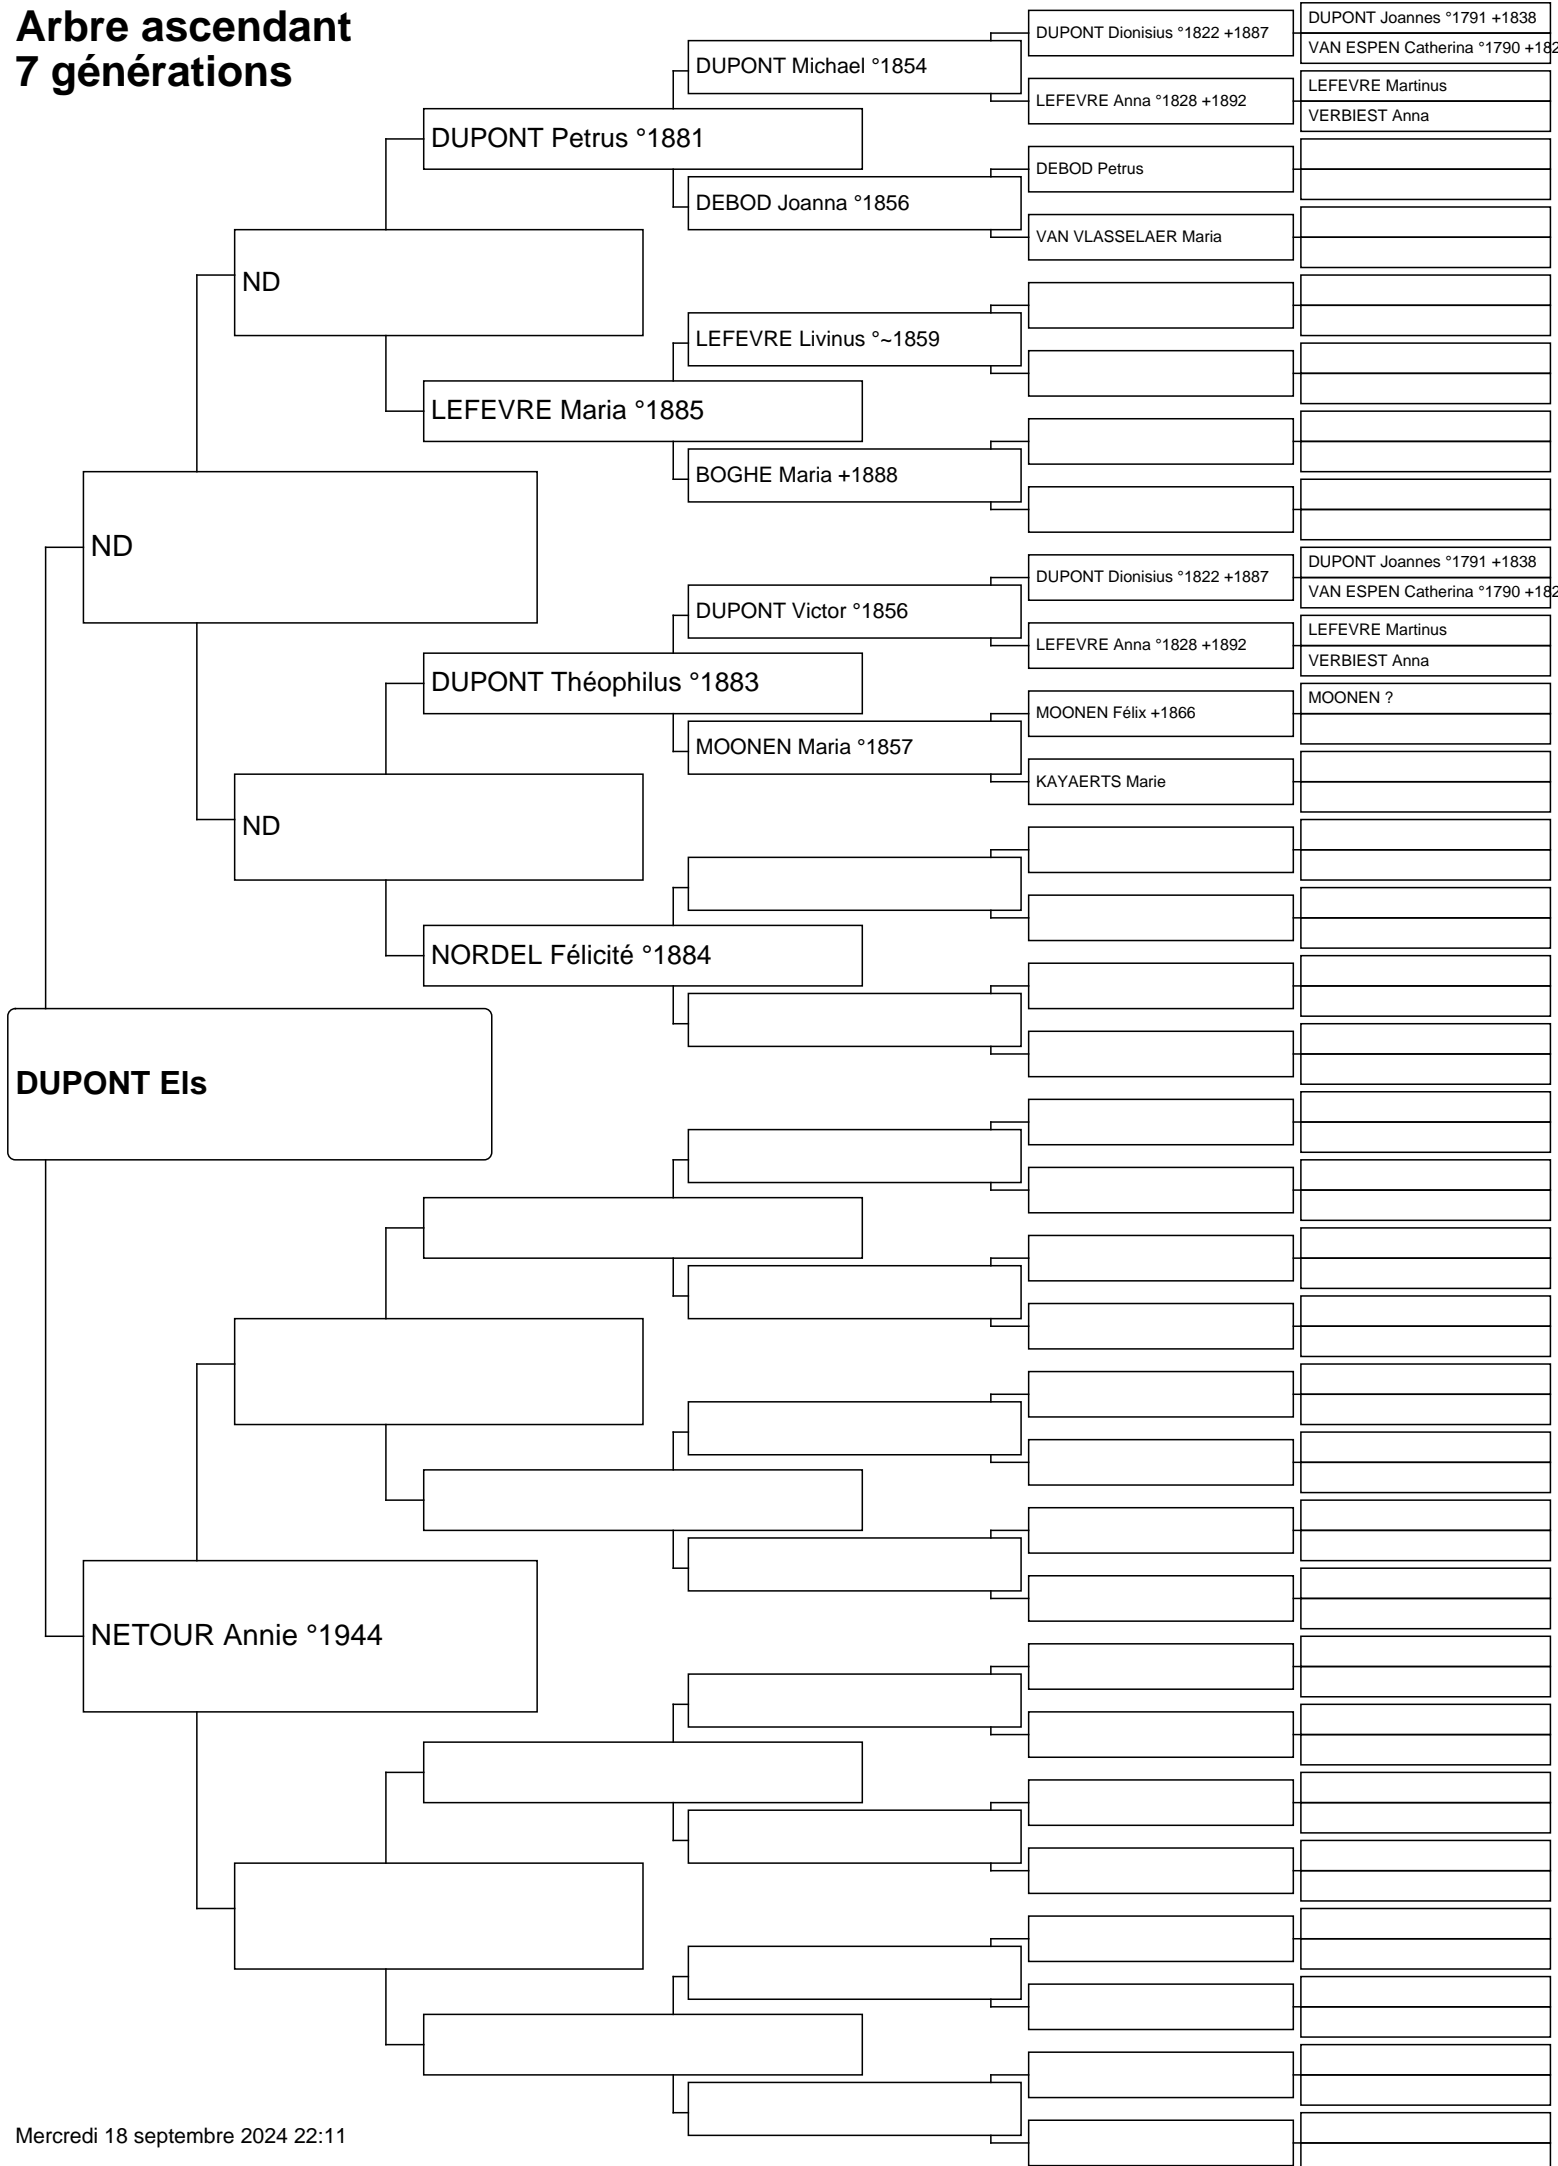 Arbre ascendant
7 générations
DUPONT Dionisius °1822 +1887
DUPONT Joannes °1791 +1838
VAN ESPEN Catherina °1790 +182
DUPONT Michael °1854
LEFEVRE Anna °1828 +1892
LEFEVRE Martinus
VERBIEST Anna
DUPONT Petrus °1881
DEBOD Petrus
DEBOD Joanna °1856
VAN VLASSELAER Maria
ND
LEFEVRE Livinus °~1859
LEFEVRE Maria °1885
BOGHE Maria +1888
ND
DUPONT Dionisius °1822 +1887
DUPONT Joannes °1791 +1838
VAN ESPEN Catherina °1790 +182
DUPONT Victor °1856
LEFEVRE Anna °1828 +1892
LEFEVRE Martinus
VERBIEST Anna
DUPONT Théophilus °1883
MOONEN Félix +1866
MOONEN ?
MOONEN Maria °1857
KAYAERTS Marie
ND
NORDEL Félicité °1884
DUPONT Els
NETOUR Annie °1944
Mercredi 18 septembre 2024 22:11